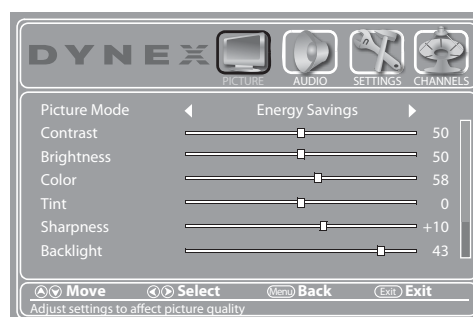 DYNEX
PICTURE AUDIO SETTINGS CHANNELS
Picture Mode Energy Savings
Contrast 50
Brightness 50
Color 58
Tint 0
Sharpness +10
Backlight 43
Move Select Menu Back Exit Exit
Adjust settings to affect picture quality